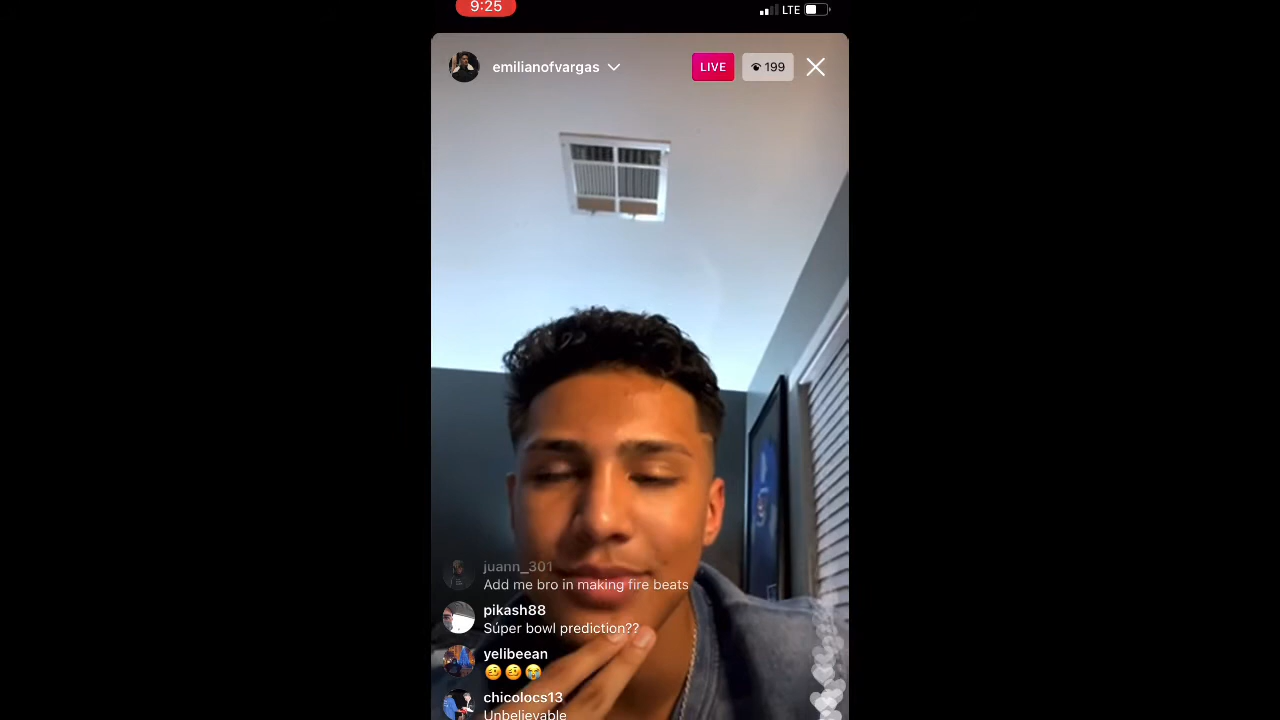 9:25
LTE
emilianofvargas
LIVE
199
juann_301
Add me bro in making fire beats
pikash88
Súper bowl prediction??
yelibeean
🥴🥴😭
chicolocs13
Unbelievable